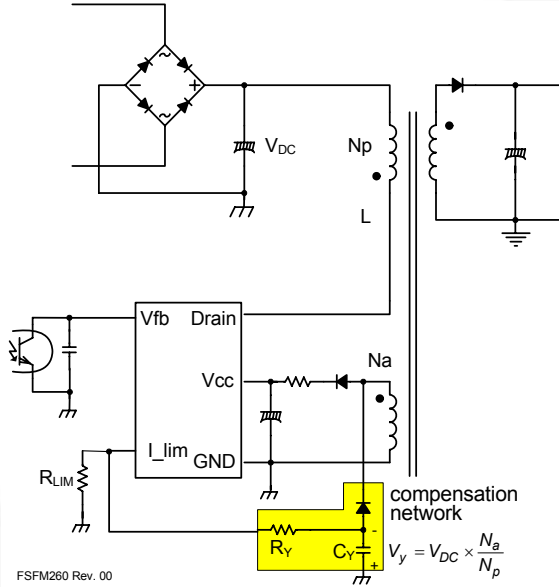 ~
- +
~
V_DC
Np
L
Vfb Drain
Vcc
Na
I_lim
GND
R_LIM
compensation
network
R_Y
C_Y
-
+
V_y = V_DC × N_a / N_p
FSFM260 Rev. 00